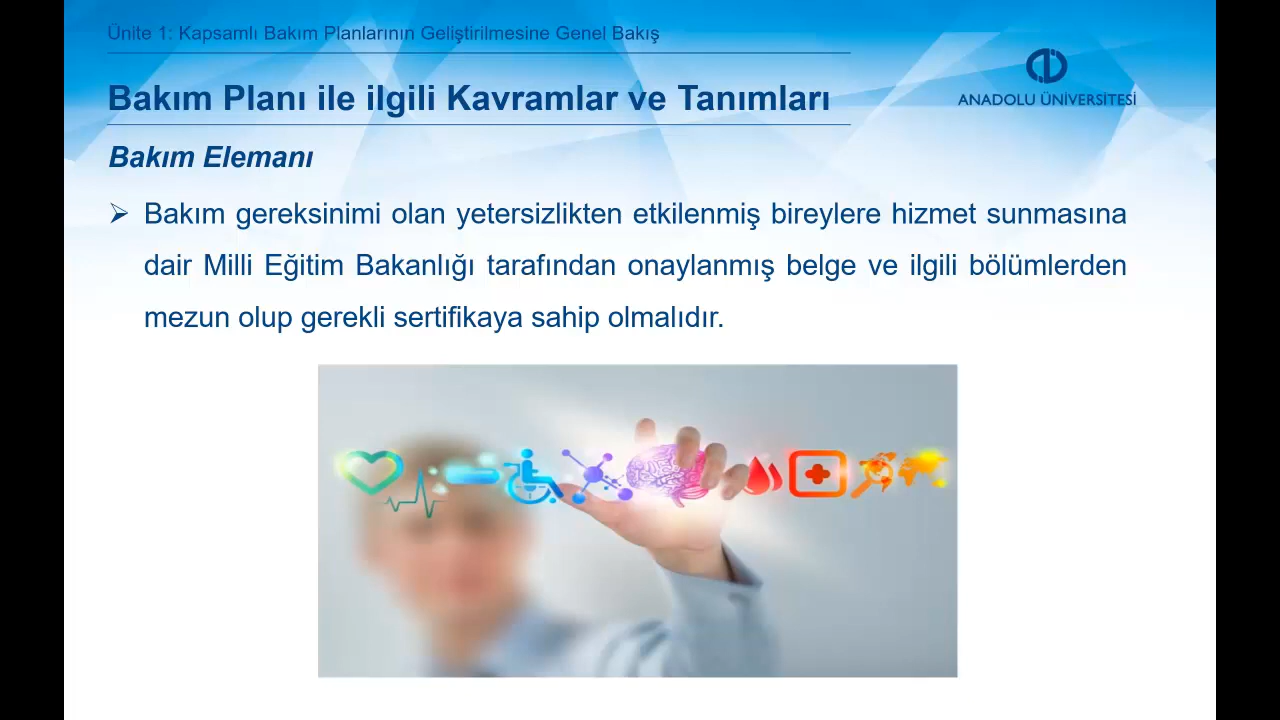 Ünite 1: Kapsamlı Bakım Planlarının Geliştirilmesine Genel Bakış
ANADOLU ÜNİVERSİTESİ
Bakım Planı ile ilgili Kavramlar ve Tanımları
Bakım Elemanı
➢ Bakım gereksinimi olan yetersizlikten etkilenmiş bireylere hizmet sunmasına
dair Milli Eğitim Bakanlığı tarafından onaylanmış belge ve ilgili bölümlerden
mezun olup gerekli sertifikaya sahip olmalıdır.